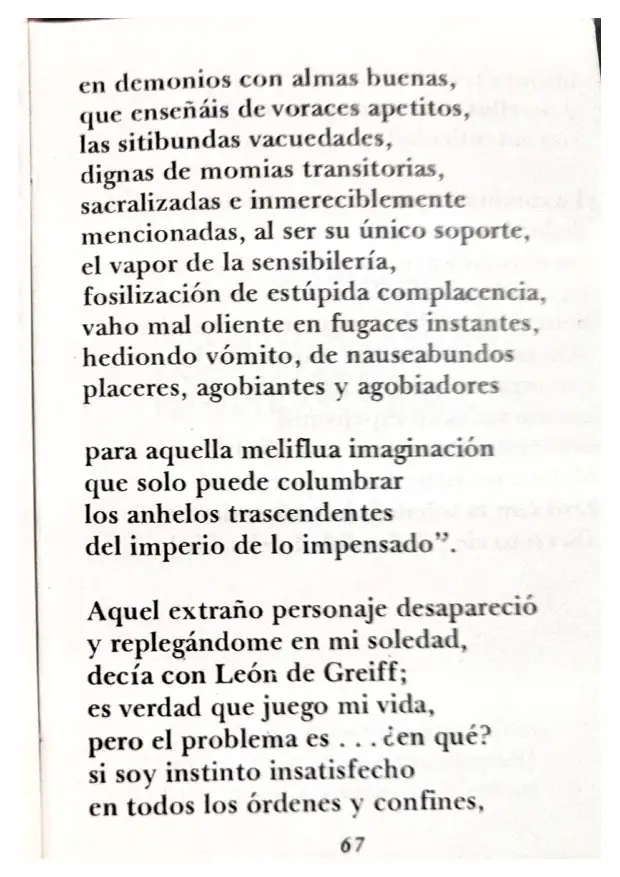 en demonios con almas buenas,
que enseñáis de voraces apetitos,
las sitibundas vacuedades,
dignas de momias transitorias,
sacralizadas e inmereciblemente
mencionadas, al ser su único soporte,
el vapor de la sensibilería,
fosilización de estúpida complacencia,
vaho mal oliente en fugaces instantes,
hediondo vómito, de nauseabundos
placeres, agobiantes y agobiadores
para aquella meliflua imaginación
que solo puede columbrar
los anhelos trascendentes
del imperio de lo impensado”.
Aquel extraño personaje desapareció
y replegándome en mi soledad,
decía con León de Greiff;
es verdad que juego mi vida,
pero el problema es . . . ¿en qué?
si soy instinto insatisfecho
en todos los órdenes y confines,
67